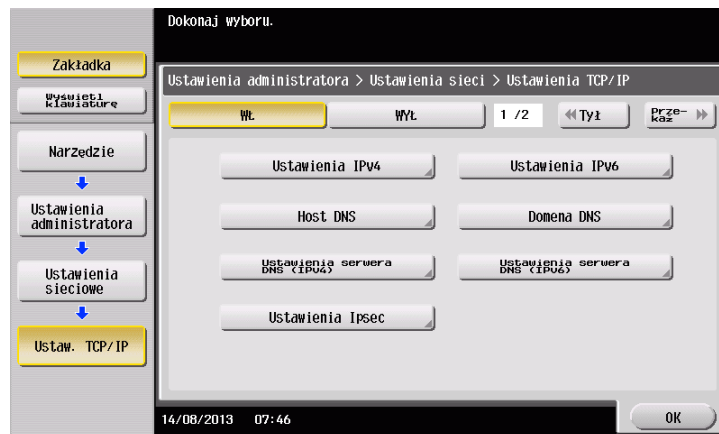 Dokonaj wyboru.
Zakładka
Wyświetl
klawiaturę
Ustawienia administratora > Ustawienia sieci > Ustawienia TCP/IP
WŁ
WYŁ
1 /2
Tył
Prze-
każ
Narzędzie
Ustawienia
administratora
Ustawienia
sieciowe
Ustaw. TCP/IP
Ustawienia IPv4
Ustawienia IPv6
Host DNS
Domena DNS
Ustawienia serwera
DNS (IPv4)
Ustawienia serwera
DNS (IPv6)
Ustawienia Ipsec
14/08/2013 07:46
OK